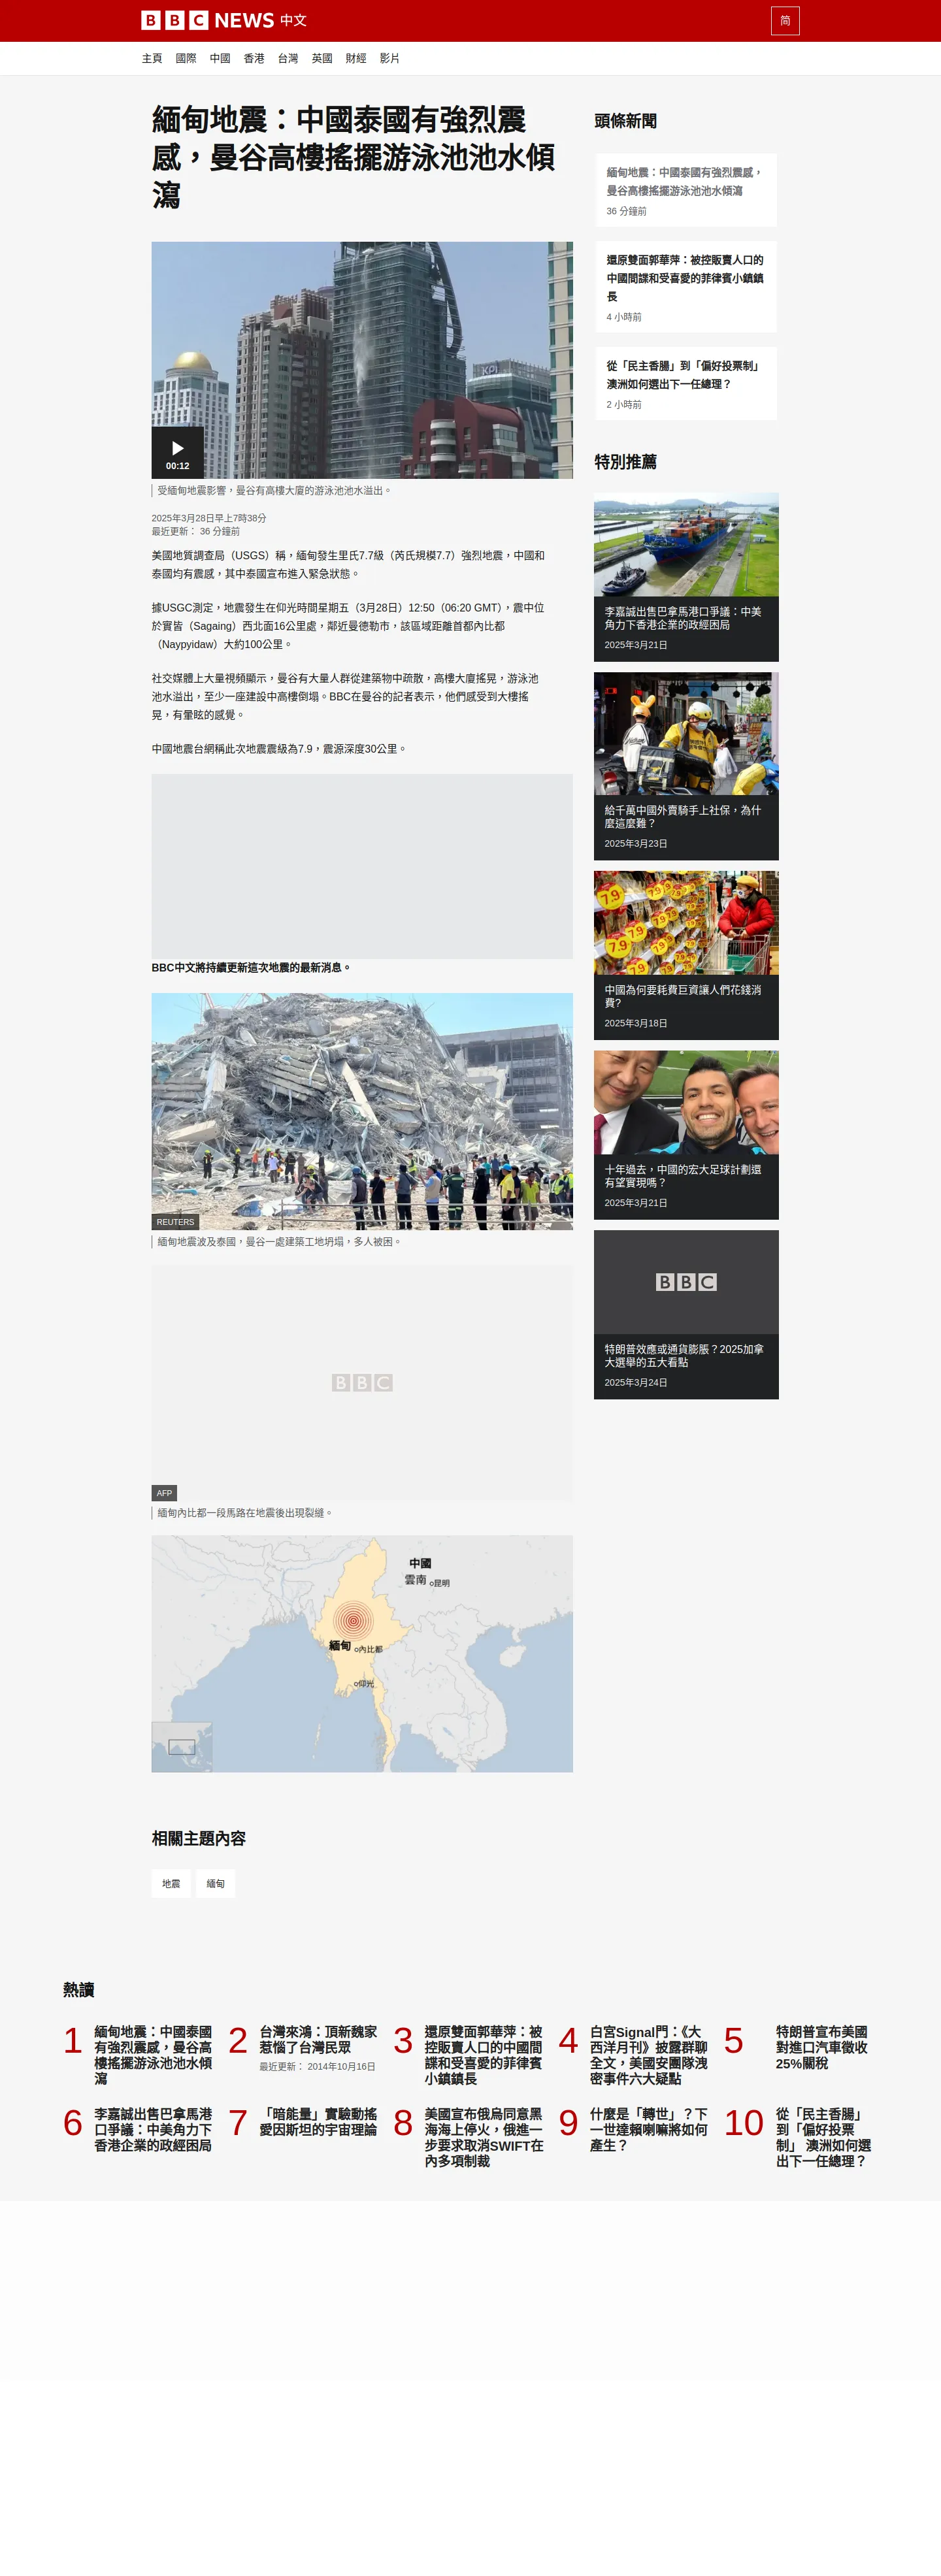 BBC NEWS 中文
简
主頁 國際 中國 香港 台灣 英國 財經 影片
緬甸地震：中國泰國有強烈震
感，曼谷高樓搖擺游泳池池水傾
瀉
KPI
00:12
受緬甸地震影響，曼谷有高樓大廈的游泳池池水溢出。
2025年3月28日早上7時38分
最近更新： 36 分鐘前
美國地質調查局（USGS）稱，緬甸發生里氏7.7級（芮氏規模7.7）強烈地震，中國和
泰國均有震感，其中泰國宣布進入緊急狀態。
據USGC測定，地震發生在仰光時間星期五（3月28日）12:50（06:20 GMT），震中位
於實皆（Sagaing）西北面16公里處，鄰近曼德勒市，該區域距離首都內比都
（Naypyidaw）大約100公里。
社交媒體上大量視頻顯示，曼谷有大量人群從建築物中疏散，高樓大廈搖晃，游泳池
池水溢出，至少一座建設中高樓倒塌。BBC在曼谷的記者表示，他們感受到大樓搖
晃，有暈眩的感覺。
中國地震台網稱此次地震震級為7.9，震源深度30公里。
BBC中文將持續更新這次地震的最新消息。
REUTERS
緬甸地震波及泰國，曼谷一處建築工地坍塌，多人被困。
BBC
AFP
緬甸內比都一段馬路在地震後出現裂縫。
中國
雲南
昆明
緬甸
內比都
仰光
相關主題內容
地震
緬甸
頭條新聞
緬甸地震：中國泰國有強烈震感，
曼谷高樓搖擺游泳池池水傾瀉
36 分鐘前
還原雙面郭華萍：被控販賣人口的
中國間諜和受喜愛的菲律賓小鎮鎮
長
4 小時前
從「民主香腸」到「偏好投票制」
澳洲如何選出下一任總理？
2 小時前
特別推薦
李嘉誠出售巴拿馬港口爭議：中美
角力下香港企業的政經困局
2025年3月21日
給千萬中國外賣騎手上社保，為什
麼這麼難？
2025年3月23日
7.9
7.9
7.9
7.9
7.9
中國為何要耗費巨資讓人們花錢消
費?
2025年3月18日
十年過去，中國的宏大足球計劃還
有望實現嗎？
2025年3月21日
BBC
特朗普效應或通貨膨脹？2025加拿
大選舉的五大看點
2025年3月24日
熱讀
1
緬甸地震：中國泰國
有強烈震感，曼谷高
樓搖擺游泳池池水傾
瀉
2
台灣來鴻：頂新魏家
惹惱了台灣民眾
最近更新： 2014年10月16日
3
還原雙面郭華萍：被
控販賣人口的中國間
諜和受喜愛的菲律賓
小鎮鎮長
4
白宮Signal門：《大
西洋月刊》披露群聊
全文，美國安團隊洩
密事件六大疑點
5
特朗普宣布美國
對進口汽車徵收
25%關稅
6
李嘉誠出售巴拿馬港
口爭議：中美角力下
香港企業的政經困局
7
「暗能量」實驗動搖
愛因斯坦的宇宙理論
8
美國宣布俄烏同意黑
海海上停火，俄進一
步要求取消SWIFT在
內多項制裁
9
什麼是「轉世」？下
一世達賴喇嘛將如何
產生？
10
從「民主香腸」
到「偏好投票
制」 澳洲如何選
出下一任總理？